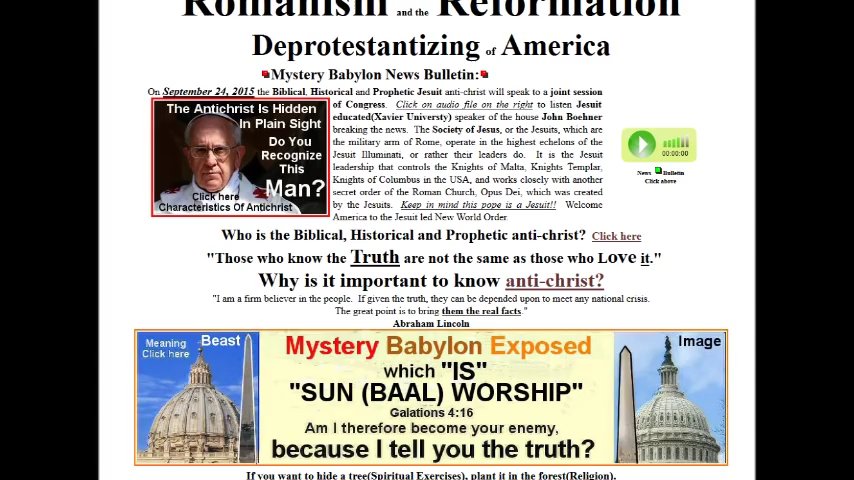 Romanism and the Reformation
Deprotestantizing of America
Mystery Babylon News Bulletin:
On September 24, 2015 the Biblical, Historical and Prophetic Jesuit anti-christ will speak to a joint session
of Congress. Click on audio file on the right to listen Jesuit
educated(Xavier Universty) speaker of the house John Boehner
breaking the news. The Society of Jesus, or the Jesuits, which are
the military arm of Rome, operate in the highest echelons of the
Jesuit Illuminati, or rather their leaders do. It is the Jesuit
leadership that controls the Knights of Malta, Knights Templar,
Knights of Columbus in the USA, and works closely with another
secret order of the Roman Church, Opus Dei, which was created
by the Jesuits. Keep in mind this pope is a Jesuit!! Welcome
America to the Jesuit led New World Order.
The Antichrist Is Hidden
In Plain Sight
Do You
Recognize
This
Man?
Click here
Characteristics Of Antichrist
00:00:00
News Bulletin
Click above
Who is the Biblical, Historical and Prophetic anti-christ? Click here
"Those who know the Truth are not the same as those who Love it."
Why is it important to know anti-christ?
"I am a firm believer in the people. If given the truth, they can be depended upon to meet any national crisis.
The great point is to bring them the real facts."
Abraham Lincoln
Meaning
Click here
Beast
Mystery Babylon Exposed
which "IS"
"SUN (BAAL) WORSHIP"
Galations 4:16
Am I therefore become your enemy,
because I tell you the truth?
Image
If you want to hide a tree(Spiritual Exercises), plant it in the forest(Religion).